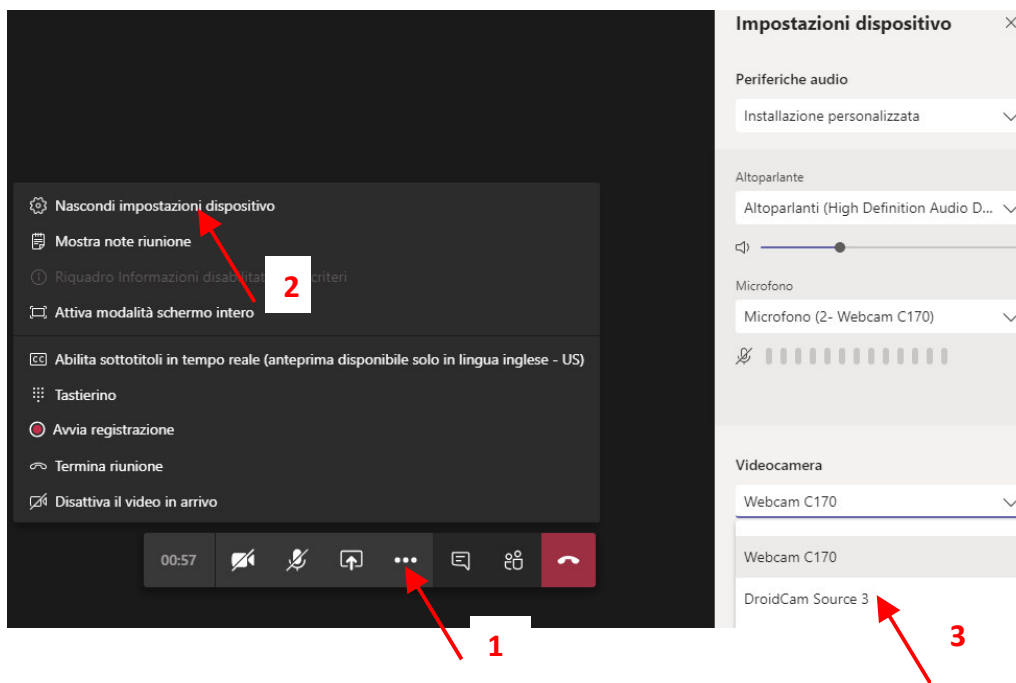 Impostazioni dispositivo
Periferiche audio
Installazione personalizzata
Altoparlante
Altoparlanti (High Definition Audio D...
Microfono
Microfono (2- Webcam C170)
Videocamera
Webcam C170
Webcam C170
DroidCam Source 3
3
Nascondi impostazioni dispositivo
Mostra note riunione
Riquadro Informazioni criteri
2
Attiva modalità schermo intero
CC Abilita sottotitoli in tempo reale (anteprima disponibile solo in lingua inglese - US)
Tastierino
Avvia registrazione
Termina riunione
Disattiva il video in arrivo
00:57
1